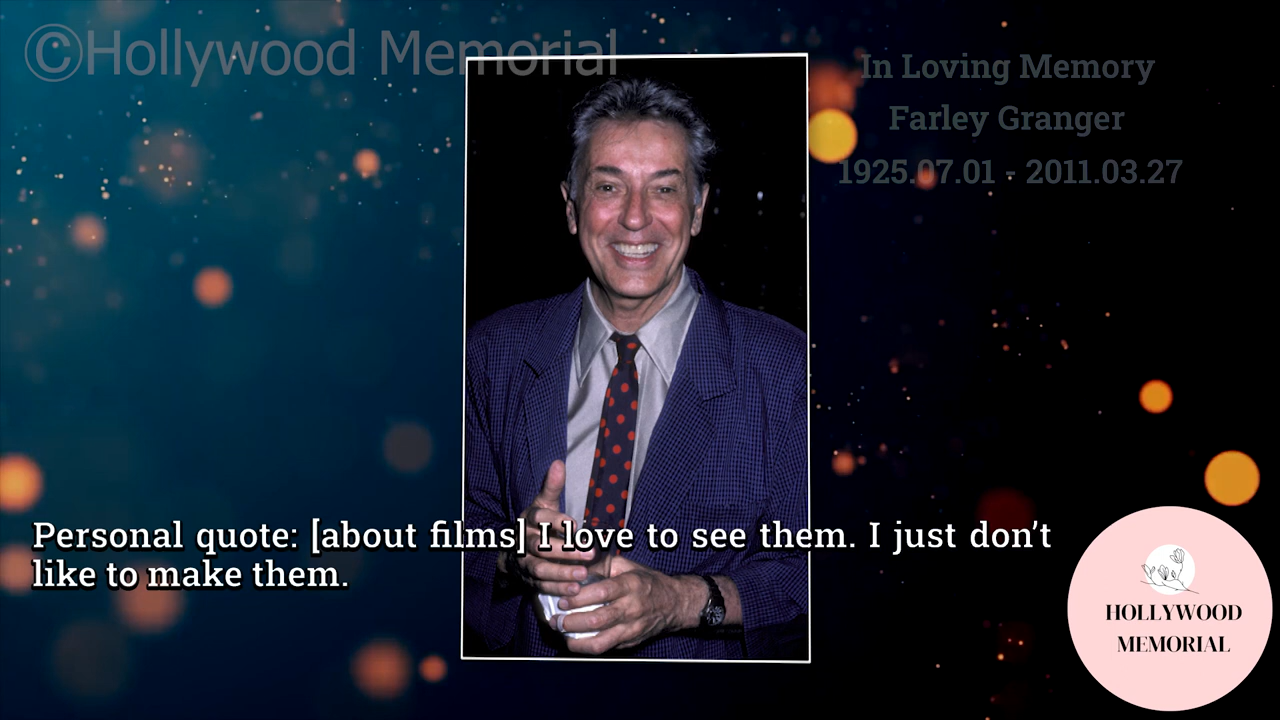 ©Hollywood Memorial
In Loving Memory
Farley Granger
1925.07.01 - 2011.03.27
Personal quote: [about films] I love to see them. I just don't
like to make them.
HOLLYWOOD
MEMORIAL